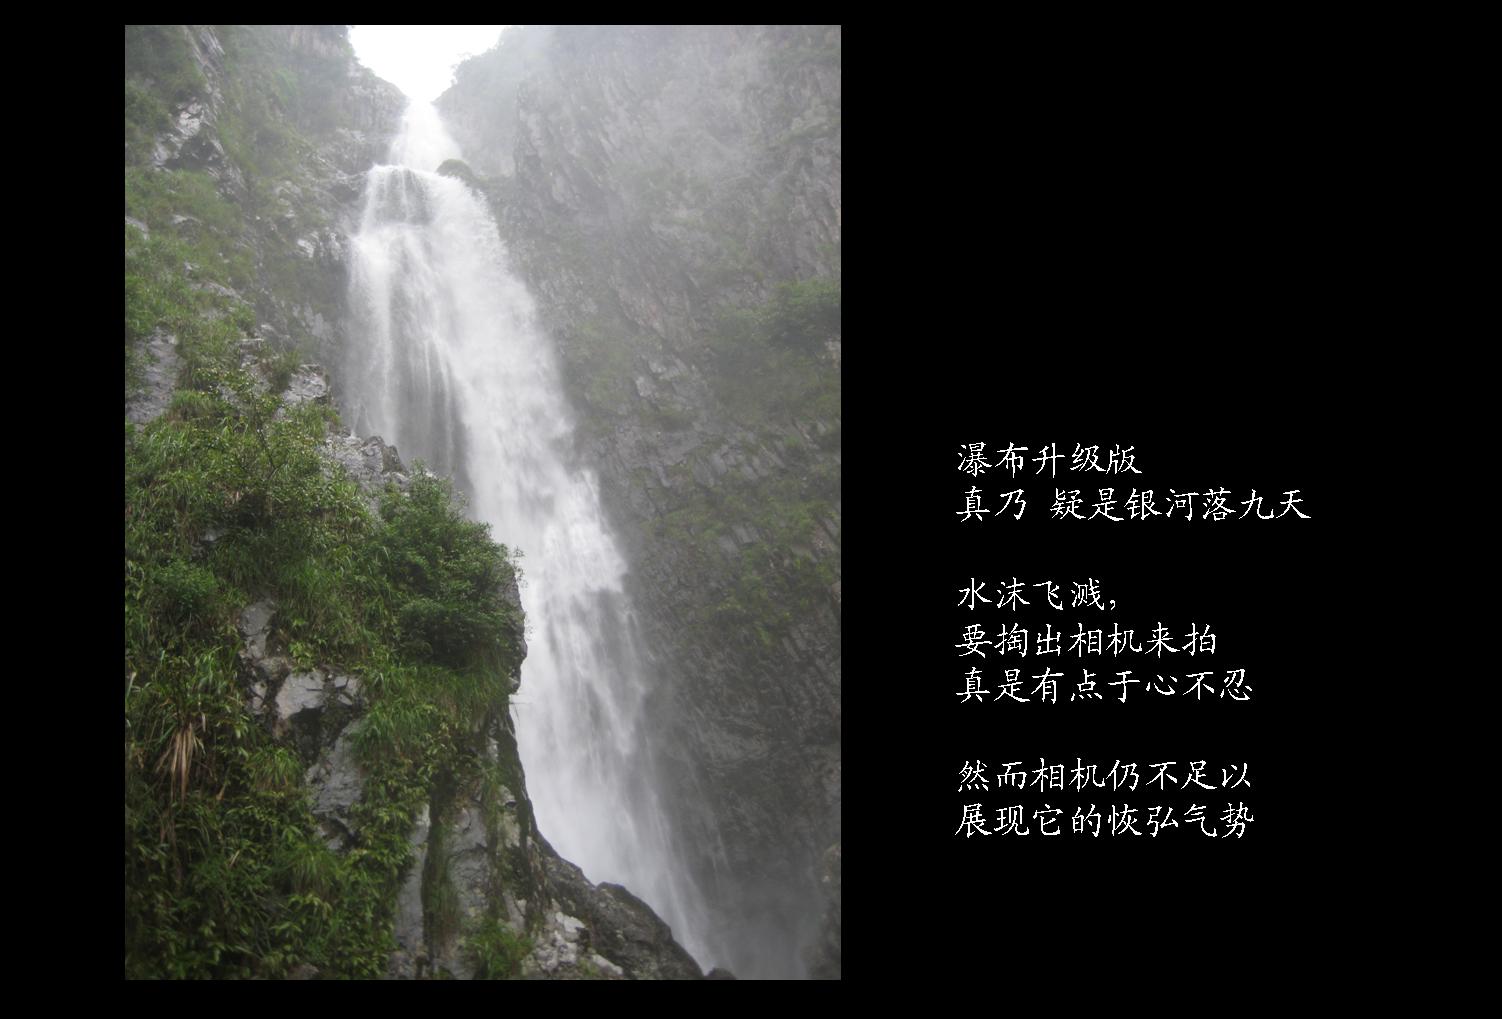 瀑布升级版
真乃 疑是银河落九天
水沫飞溅，
要掏出相机来拍
真是有点于心不忍
然而相机仍不足以
展现它的恢弘气势